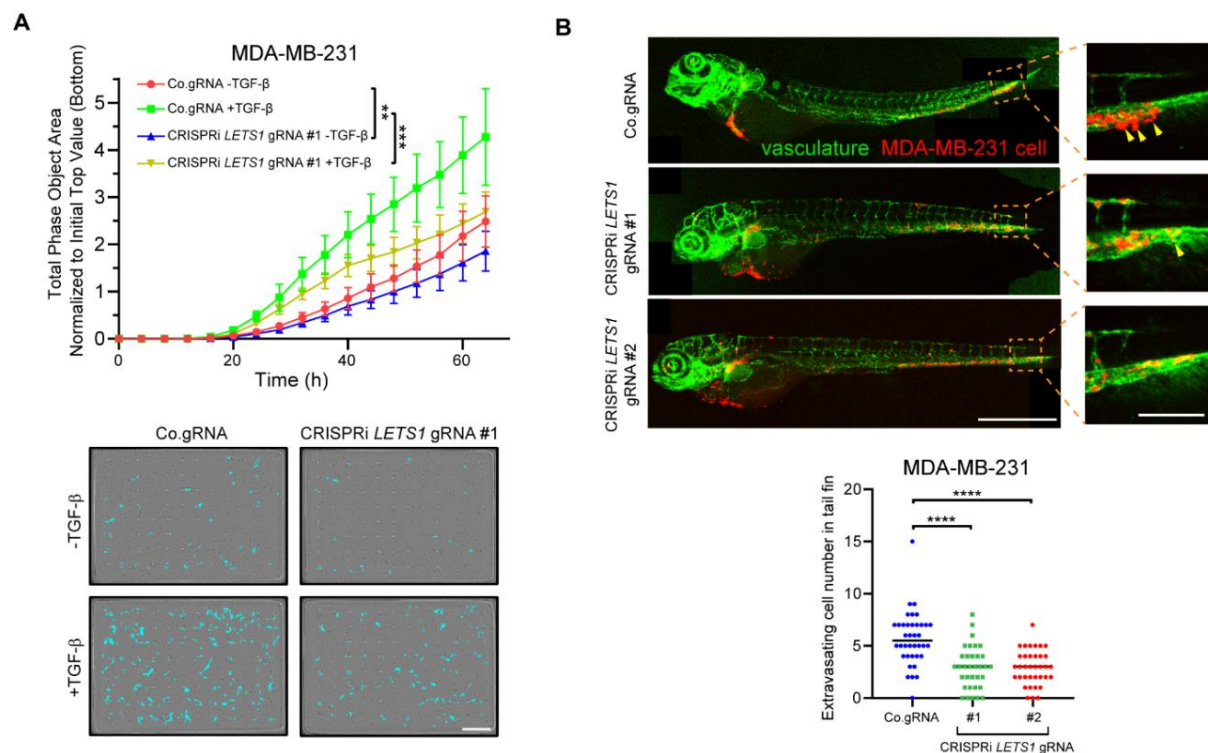 A
MDA-MB-231
Co.gRNA -TGF-β
Co.gRNA +TGF-β
CRISPRi LETS1 gRNA #1 -TGF-β
CRISPRi LETS1 gRNA #1 +TGF-β
**
***
Total Phase Object Area
Normalized to Initial Top Value (Bottom)
5
4
3
2
1
0
0
20
40
60
Time (h)
Co.gRNA
CRISPRi LETS1 gRNA #1
-TGF-β
+TGF-β
B
Co.gRNA
vasculature MDA-MB-231 cell
CRISPRi LETS1
gRNA #1
CRISPRi LETS1
gRNA #2
MDA-MB-231
Extravasating cell number in tail fin
20
15
10
5
0
****
****
Co.gRNA
#1
#2
CRISPRi LETS1 gRNA